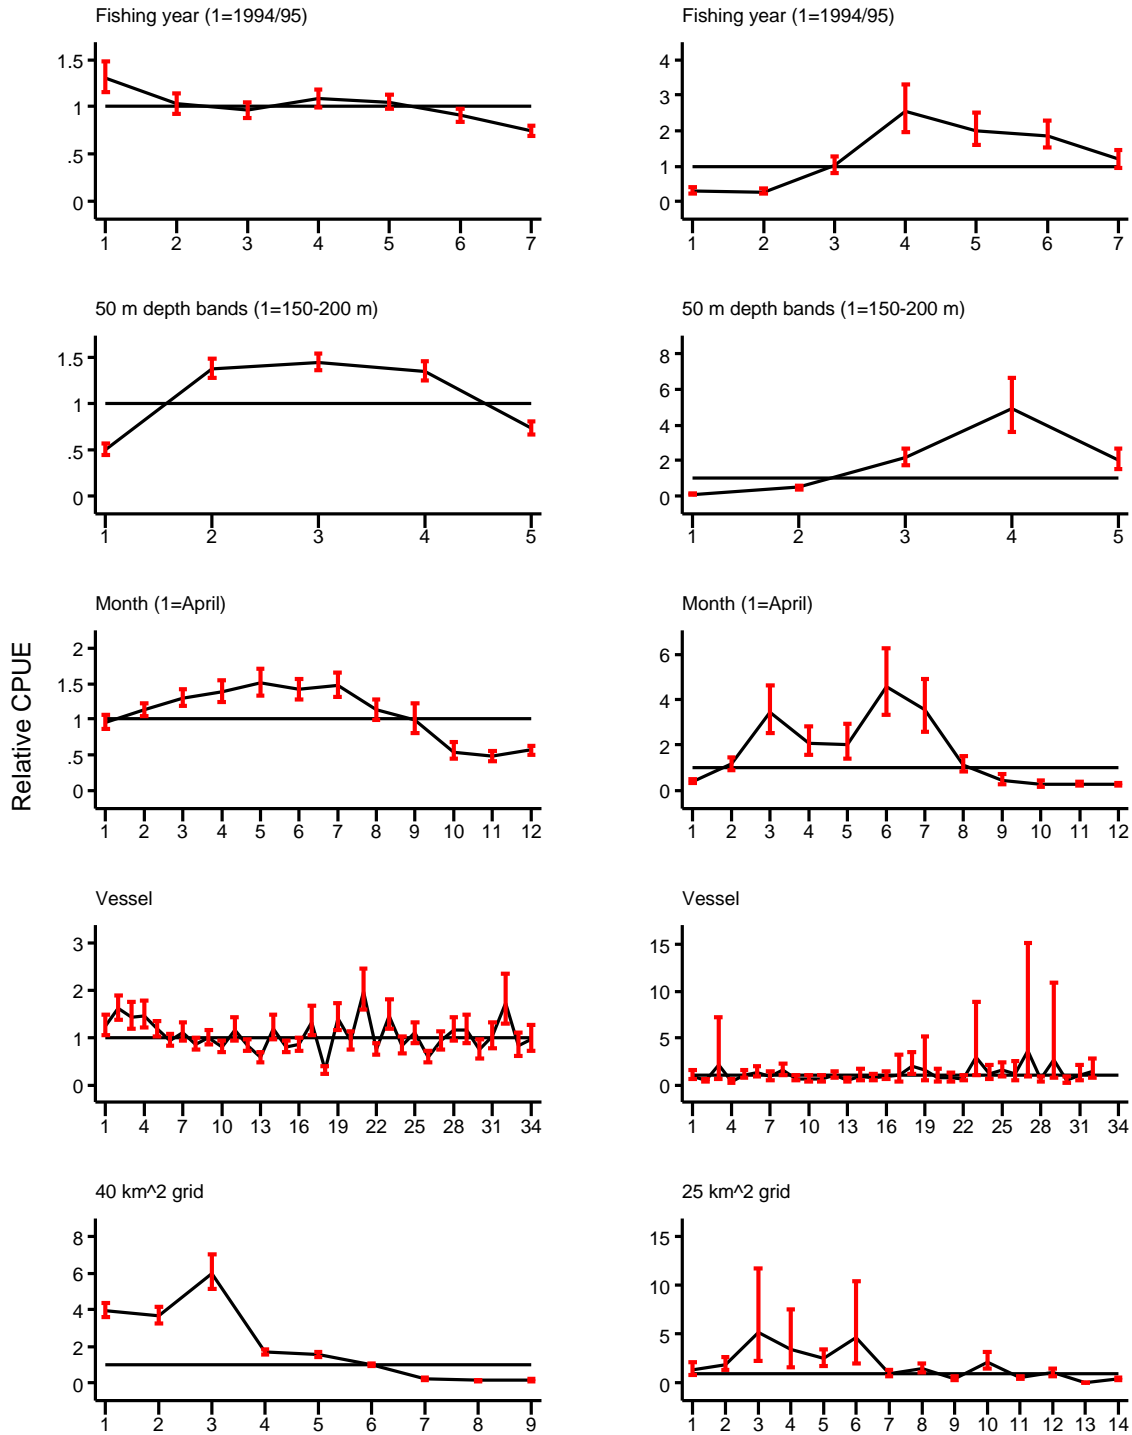 Fishing year (1=1994/95)
1.5
1
.5
0
1 2 3 4 5 6 7
Fishing year (1=1994/95)
4
3
2
1
0
1 2 3 4 5 6 7
50 m depth bands (1=150-200 m)
1.5
1
.5
0
1 2 3 4 5
50 m depth bands (1=150-200 m)
8
6
4
2
0
1 2 3 4 5
Relative CPUE
Month (1=April)
2
1.5
1
.5
0
1 2 3 4 5 6 7 8 9 10 11 12
Month (1=April)
6
4
2
0
1 2 3 4 5 6 7 8 9 10 11 12
Vessel
3
2
1
0
1 4 7 10 13 16 19 22 25 28 31 34
Vessel
15
10
5
0
1 4 7 10 13 16 19 22 25 28 31 34
40 km^2 grid
8
6
4
2
0
1 2 3 4 5 6 7 8 9
25 km^2 grid
15
10
5
0
1 2 3 4 5 6 7 8 9 10 11 12 13 14